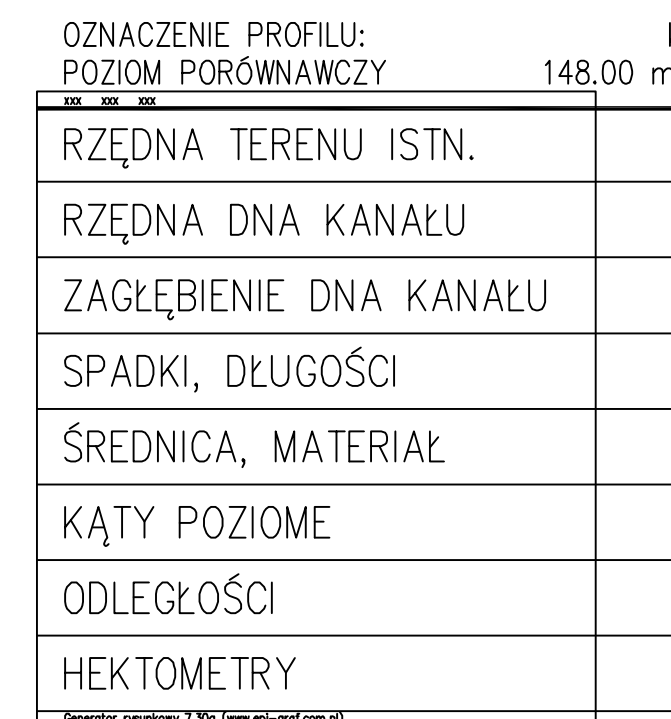 OZNACZENIE PROFILU:
POZIOM PORÓWNAWCZY 148.00 m
xxx xxx xxx
RZĘDNA TERENU ISTN.
RZĘDNA DNA KANAŁU
ZAGŁĘBIENIE DNA KANAŁU
SPADKI, DŁUGOŚCI
ŚREDNICA, MATERIAŁ
KĄTY POZIOME
ODLEGŁOŚCI
HEKTOMETRY
Generator rysunkowy 7.30g (www.epi-graf.com.pl)